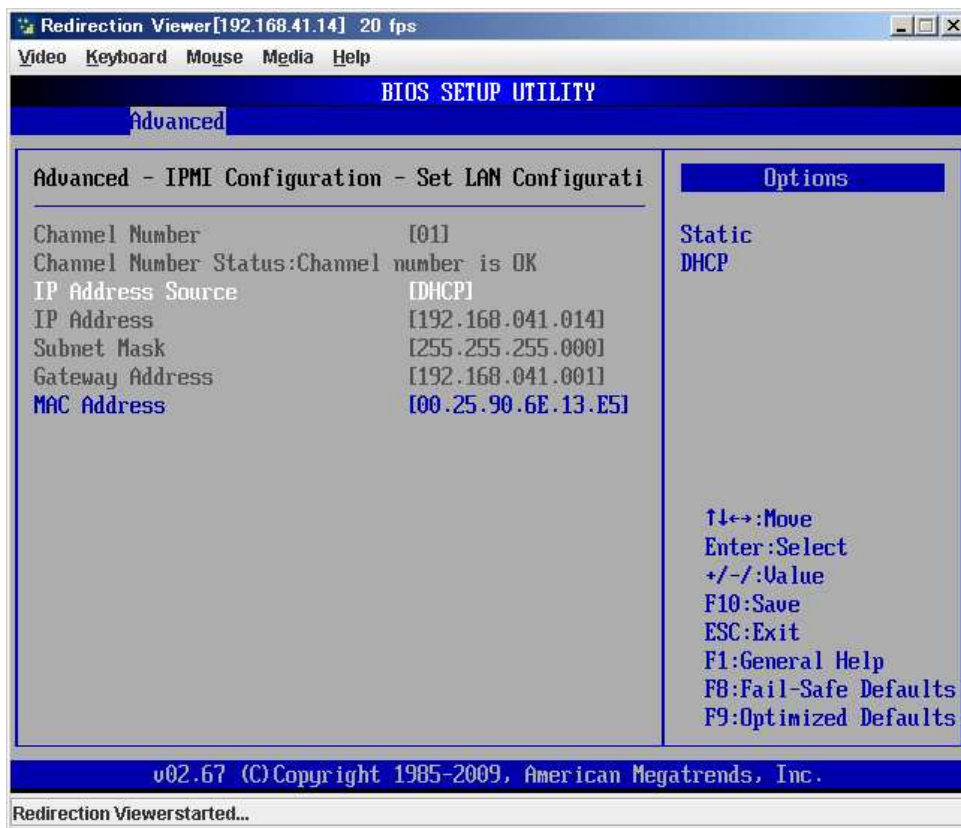 Redirection Viewer[192.168.41.14] 20 fps
Video Keyboard Mouse Media Help
BIOS SETUP UTILITY
Advanced
Advanced - IPMI Configuration - Set LAN Configurati
Channel Number [01]
Channel Number Status:Channel number is OK
IP Address Source [DHCP]
IP Address [192.168.041.014]
Subnet Mask [255.255.255.000]
Gateway Address [192.168.041.001]
MAC Address [00.25.90.6E.13.E5]
Options
Static
DHCP
↑↓←→:Move
Enter:Select
+/-/:Value
F10:Save
ESC:Exit
F1:General Help
F8:Fail-Safe Defaults
F9:Optimized Defaults
v02.67 (C)Copyright 1985-2009, American Megatrends, Inc.
Redirection Viewerstarted...